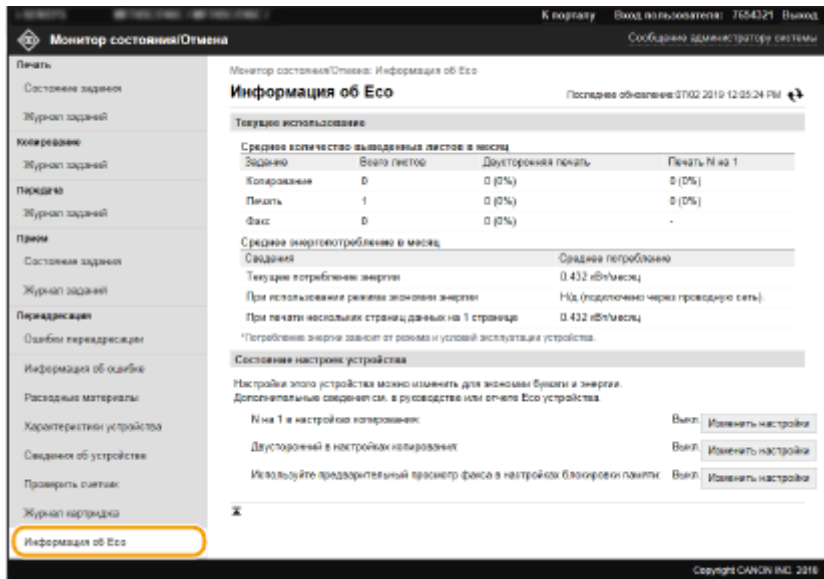 К порталу Вход пользователя: 7654321 Выход
Монитор состояния/Отмена
Сообщение администратору системы
Печать
Состояние задания
Журнал заданий
Копирование
Журнал заданий
Передача
Журнал заданий
Прием
Состояние задания
Журнал заданий
Переадресация
Ошибки переадресации
Информация об ошибке
Расходные материалы
Характеристики устройства
Сведения об устройстве
Проверить счетчик
Журнал картриджа
Информация об Eco
Монитор состояния/Отмена: Информация об Eco
Информация об Eco
Последнее обновление:07/02 2019 12:05:24 PM
Текущее использование
Среднее количество выведенных листов в месяц
Задание Всего листов Двусторонняя печать Печать N на 1
Копирование 0 0 (0%) 0 (0%)
Печать 1 0 (0%) 0 (0%)
Факс 0 0 (0%) -
Среднее энергопотребление в месяц
Сведения Среднее потребление
Текущее потребление энергии 0.432 кВт/месяц
При использовании режима экономии энергии Н/д (подключено через проводную сеть).
При печати нескольких страниц данных на 1 странице 0.432 кВт/месяц
*Потребление энергии зависит от режима и условий эксплуатации устройства.
Состояние настроек устройства
Настройки этого устройства можно изменить для экономии бумаги и энергии.
Дополнительные сведения см. в руководстве или отчете Eco устройства.
N на 1 в настройках копирования: Выкл. Изменить настройки
Двусторонний в настройках копирования: Выкл. Изменить настройки
Используйте предварительный просмотр факса в настройках блокировки памяти: Выкл. Изменить настройки
Copyright CANON INC. 2018